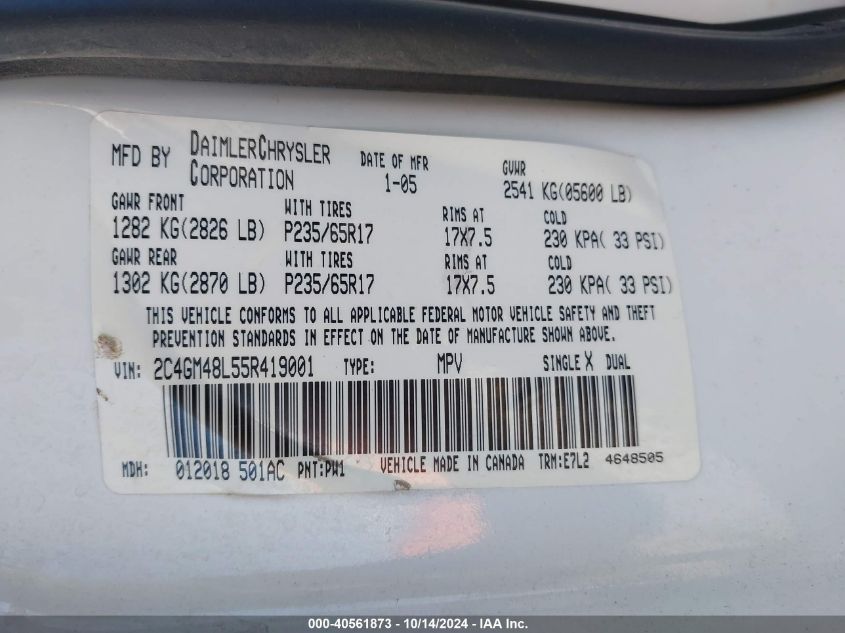 MFD BY DAIMLERCHRYSLER CORPORATION DATE OF MFR 1-05 GVWR 2541 KG(05600 LB)
GAWR FRONT WITH TIRES RIMS AT COLD
1282 KG(2826 LB) P235/65R17 17X7.5 230 KPA( 33 PSI)
GAWR REAR WITH TIRES RIMS AT COLD
1302 KG(2870 LB) P235/65R17 17X7.5 230 KPA( 33 PSI)
THIS VEHICLE CONFORMS TO ALL APPLICABLE FEDERAL MOTOR VEHICLE SAFETY AND THEFT
PREVENTION STANDARDS IN EFFECT ON THE DATE OF MANUFACTURE SHOWN ABOVE.
VIN: 2C4GM48L55R419001 TYPE: MPV SINGLE X DUAL
MDH: 012018 501AC PNT:PW1 VEHICLE MADE IN CANADA TRM:E7L2 4648505
000-40561873 - 10/14/2024 - IAA Inc.